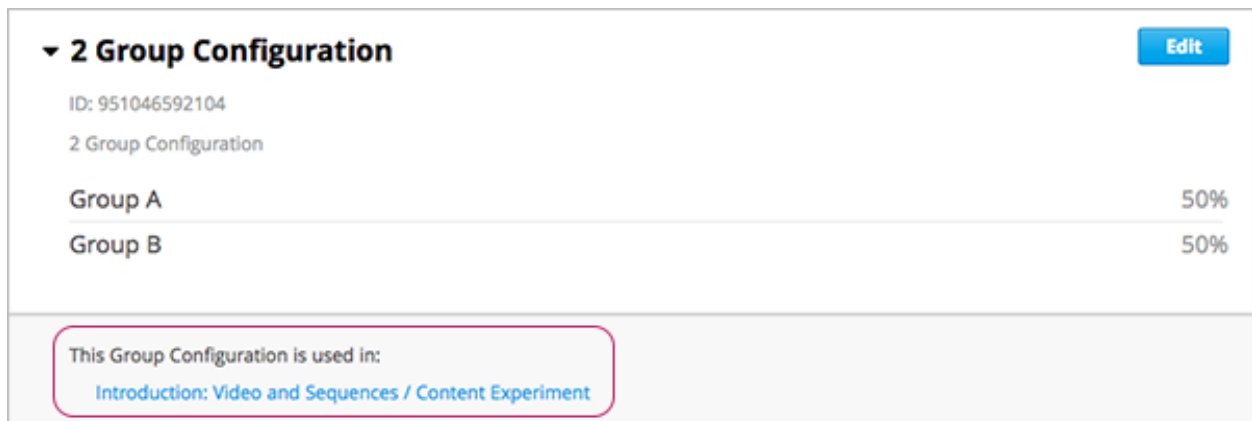 2 Group Configuration
Edit
ID: 951046592104
2 Group Configuration
Group A 50%
Group B 50%
This Group Configuration is used in:
Introduction: Video and Sequences / Content Experiment